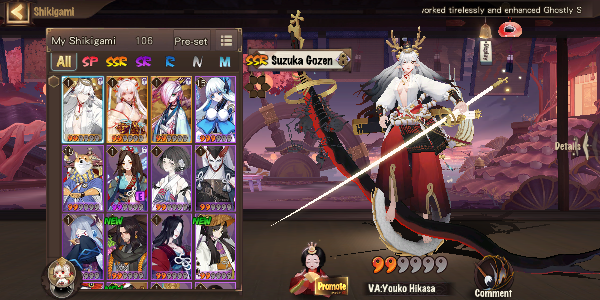 Shikigami
worked tirelessly and enhanced Ghostly S
My Shikigami 106 Pre-set
All SP SSR SR R N M
Display
SSR Suzuka Gozen
Details
NEW
NEW
999999
Promote
VA:Youko Hikasa
Comment